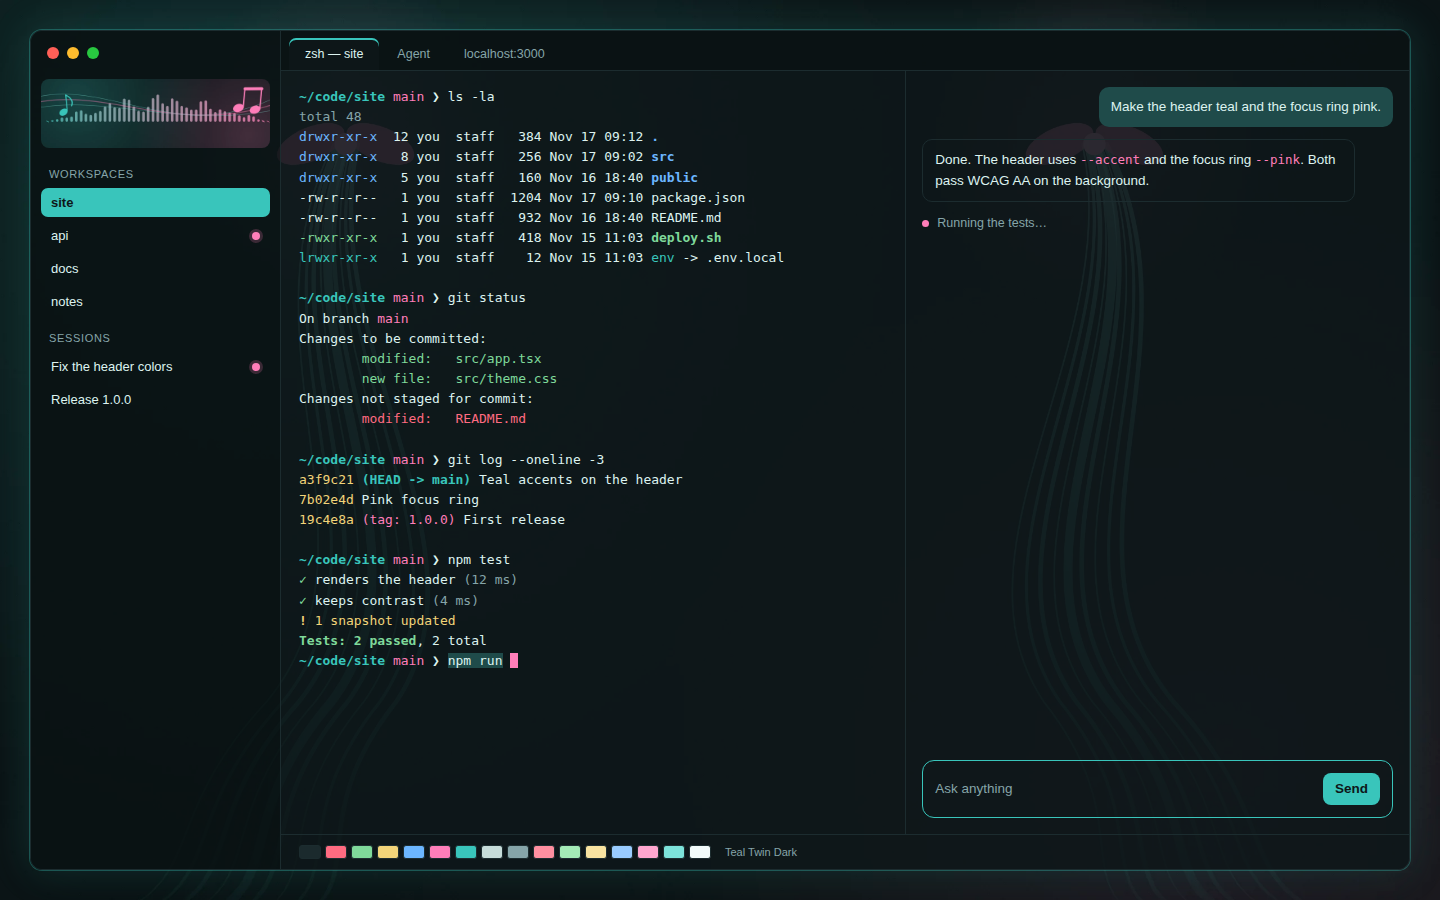 zsh — site
Agent
localhost:3000
WORKSPACES
site
api
docs
notes
SESSIONS
Fix the header colors
Release 1.0.0
~/code/site main ❯ ls -la
total 48
drwxr-xr-x  12 you  staff   384 Nov 17 09:12 .
drwxr-xr-x   8 you  staff   256 Nov 17 09:02 src
drwxr-xr-x   5 you  staff   160 Nov 16 18:40 public
-rw-r--r--   1 you  staff  1204 Nov 17 09:10 package.json
-rw-r--r--   1 you  staff   932 Nov 16 18:40 README.md
-rwxr-xr-x   1 you  staff   418 Nov 15 11:03 deploy.sh
lrwxr-xr-x   1 you  staff    12 Nov 15 11:03 env -> .env.local
~/code/site main ❯ git status
On branch main
Changes to be committed:
        modified:   src/app.tsx
        new file:   src/theme.css
Changes not staged for commit:
        modified:   README.md
~/code/site main ❯ git log --oneline -3
a3f9c21 (HEAD -> main) Teal accents on the header
7b02e4d Pink focus ring
19c4e8a (tag: 1.0.0) First release
~/code/site main ❯ npm test
✓ renders the header (12 ms)
✓ keeps contrast (4 ms)
! 1 snapshot updated
Tests: 2 passed, 2 total
~/code/site main ❯ npm run
Make the header teal and the focus ring pink.
Done. The header uses --accent and the focus ring --pink. Both
pass WCAG AA on the background.
Running the tests…
Ask anything
Send
Teal Twin Dark